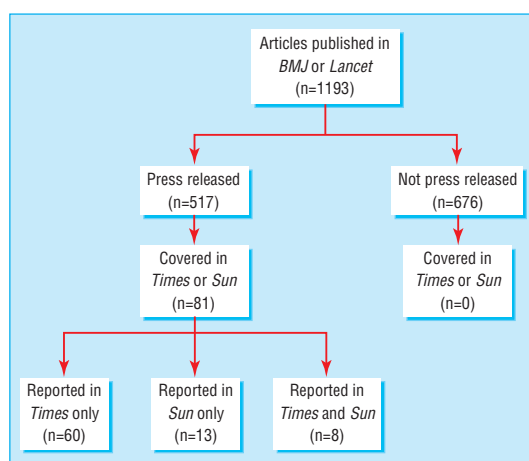 Articles published in
BMJ or Lancet
(n=1193)
Press released
(n=517)
Not press released
(n=676)
Covered in
Times or Sun
(n=81)
Covered in
Times or Sun
(n=0)
Reported in
Times only
(n=60)
Reported in
Sun only
(n=13)
Reported in
Times and Sun
(n=8)